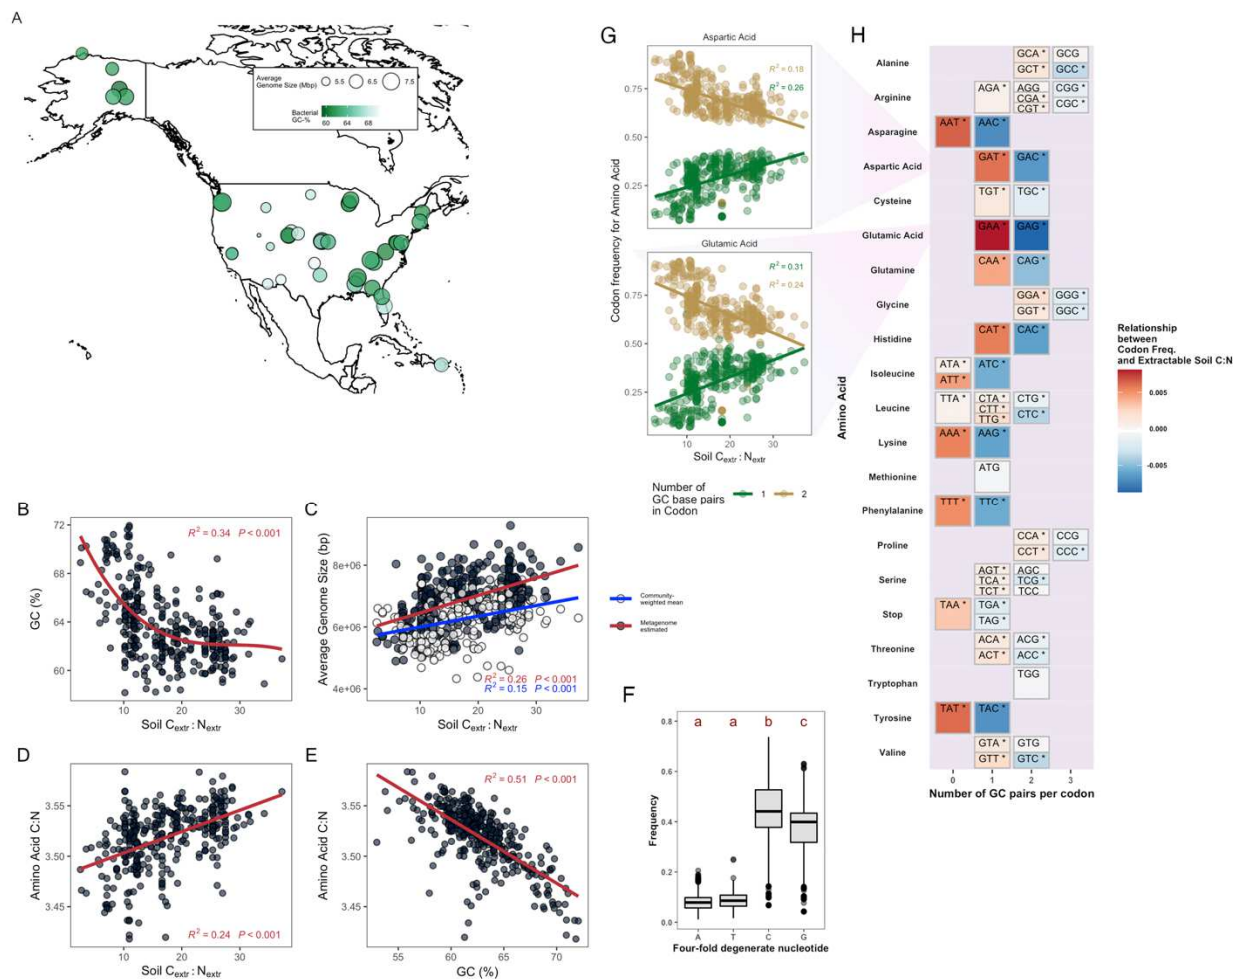 A
Average
Genome Size (Mbp)
5.5
6.5
7.5
Bacterial
GC-%
60 64 68
B
R² = 0.34 P < 0.001
GC (%)
72
69
66
63
60
10 20 30
Soil Cextr : Nextr
C
Average Genome Size (bp)
8e+06
6e+06
4e+06
R² = 0.26 P < 0.001
R² = 0.15 P < 0.001
10 20 30
Soil Cextr : Nextr
Community-
weighted mean
Metagenome
estimated
D
Amino Acid C:N
3.55
3.50
3.45
R² = 0.24 P < 0.001
10 20 30
Soil Cextr : Nextr
E
R² = 0.51 P < 0.001
Amino Acid C:N
3.55
3.50
3.45
55 60 65 70
GC (%)
F
a a b c
Frequency
0.8
0.6
0.4
0.2
0.0
A T C G
Four-fold degenerate nucleotide
G
Aspartic Acid
R² = 0.18
R² = 0.26
0.75
0.50
0.25
Glutamic Acid
R² = 0.31
R² = 0.24
0.75
0.50
0.25
Codon frequency for Amino Acid
10 20 30
Soil Cextr : Nextr
Number of
GC base pairs
in Codon
1 2
H
Amino Acid
Alanine
GCA * GCG
GCT * GCC *
Arginine
AGA * AGG CGG *
CGA *
CGT * CGC *
Asparagine
AAT * AAC *
Aspartic Acid
GAT * GAC *
Cysteine
TGT * TGC *
Glutamic Acid
GAA * GAG *
Glutamine
CAA * CAG *
Glycine
GGA * GGG *
GGT * GGC *
Histidine
CAT * CAC *
Isoleucine
ATA * ATC *
ATT *
Leucine
TTA * CTA * CTG *
CTT *
TTG * CTC *
Lysine
AAA * AAG *
Methionine
ATG
Phenylalanine
TTT * TTC *
Proline
CCA * CCG
CCT * CCC *
Serine
AGT * AGC
TCA * TCG *
TCT * TCC
Stop
TAA * TGA *
TAG *
Threonine
ACA * ACG *
ACT * ACC *
Tryptophan
TGG
Tyrosine
TAT * TAC *
Valine
GTA * GTG
GTT * GTC *
0 1 2 3
Number of GC pairs per codon
Relationship
between
Codon Freq.
and Extractable Soil C:N
0.005
0.000
-0.005